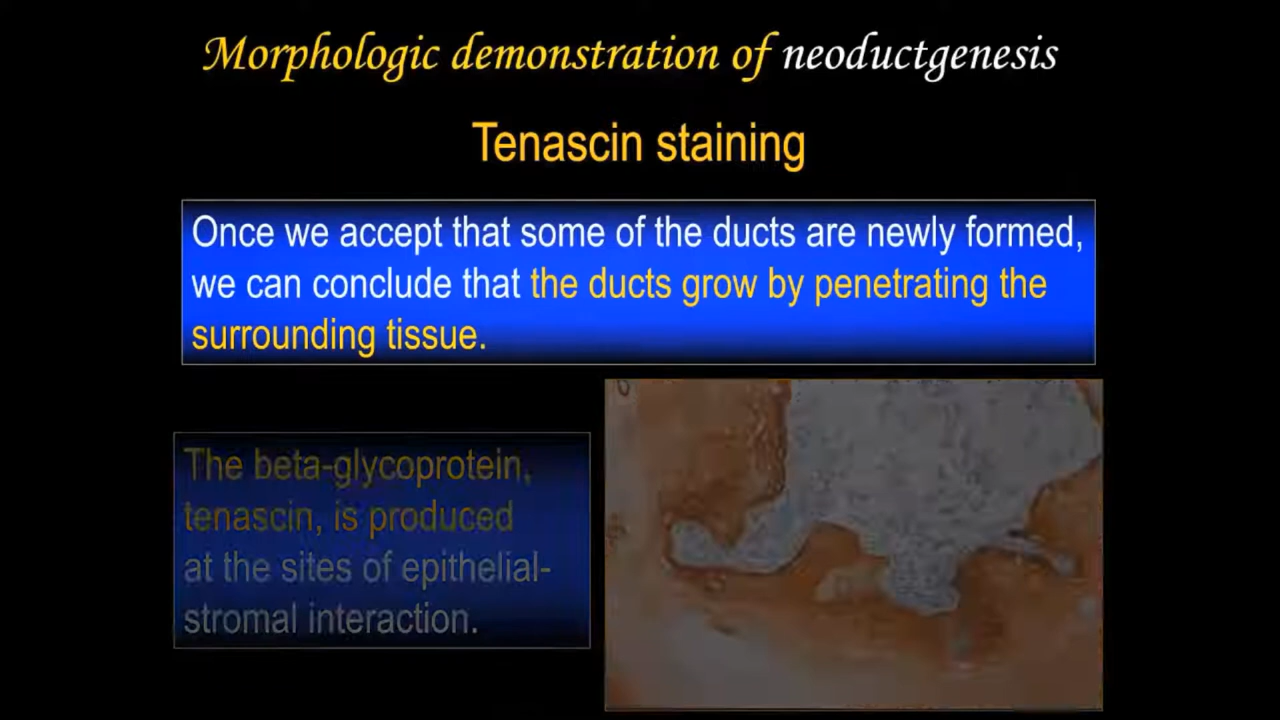 Morphologic demonstration of neoductgenesis
Tenascin staining
Once we accept that some of the ducts are newly formed,
we can conclude that the ducts grow by penetrating the
surrounding tissue.
The beta-glycoprotein,
tenascin, is produced
at the sites of epithelial-
stromal interaction.